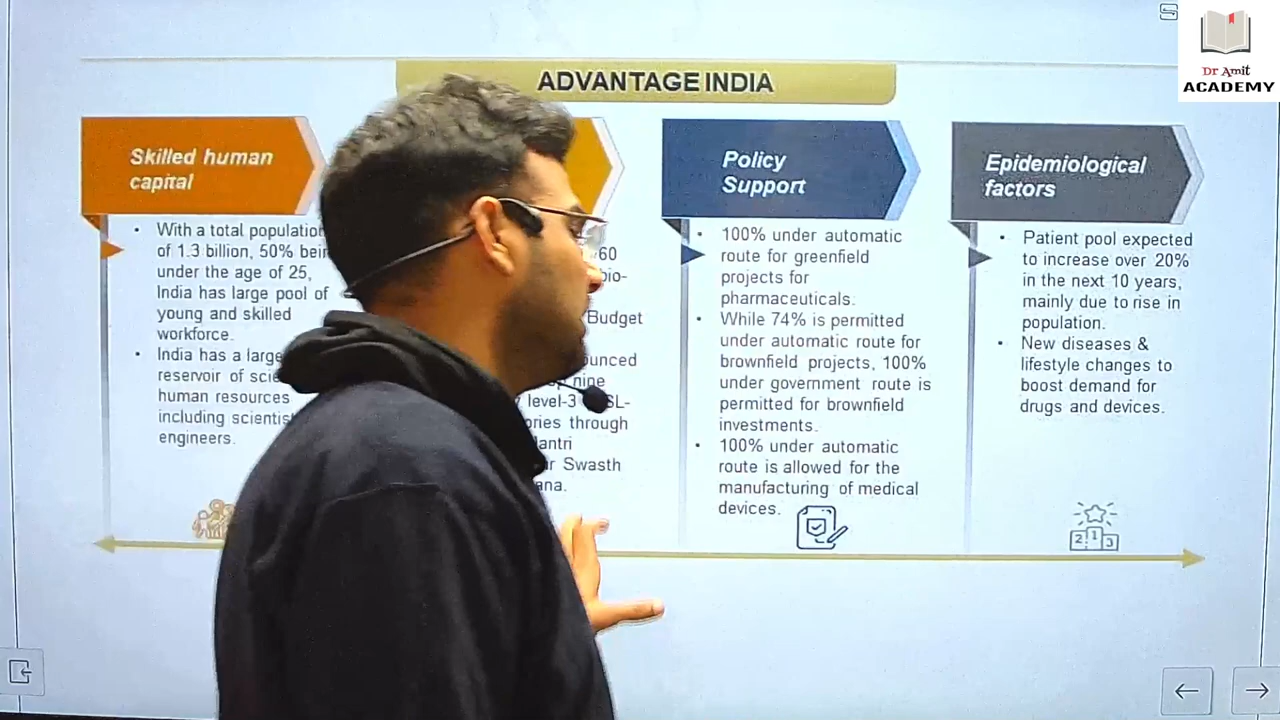 Dr Amit
ACADEMY
ADVANTAGE INDIA
Skilled human
capital
• With a total population
of 1.3 billion, 50% being
under the age of 25,
India has large pool of
young and skilled
workforce.
• India has a large
reservoir of
human resources
including
engineers.
60
bio-
Budget
nine
level-3
through
Swasth
Policy
Support
• 100% under automatic
route for greenfield
projects for
pharmaceuticals.
• While 74% is permitted
under automatic route for
brownfield projects, 100%
under government route is
permitted for brownfield
investments.
• 100% under automatic
route is allowed for the
manufacturing of medical
devices.
Epidemiological
factors
• Patient pool expected
to increase over 20%
in the next 10 years,
mainly due to rise in
population.
• New diseases &
lifestyle changes to
boost demand for
drugs and devices.
2 1 3